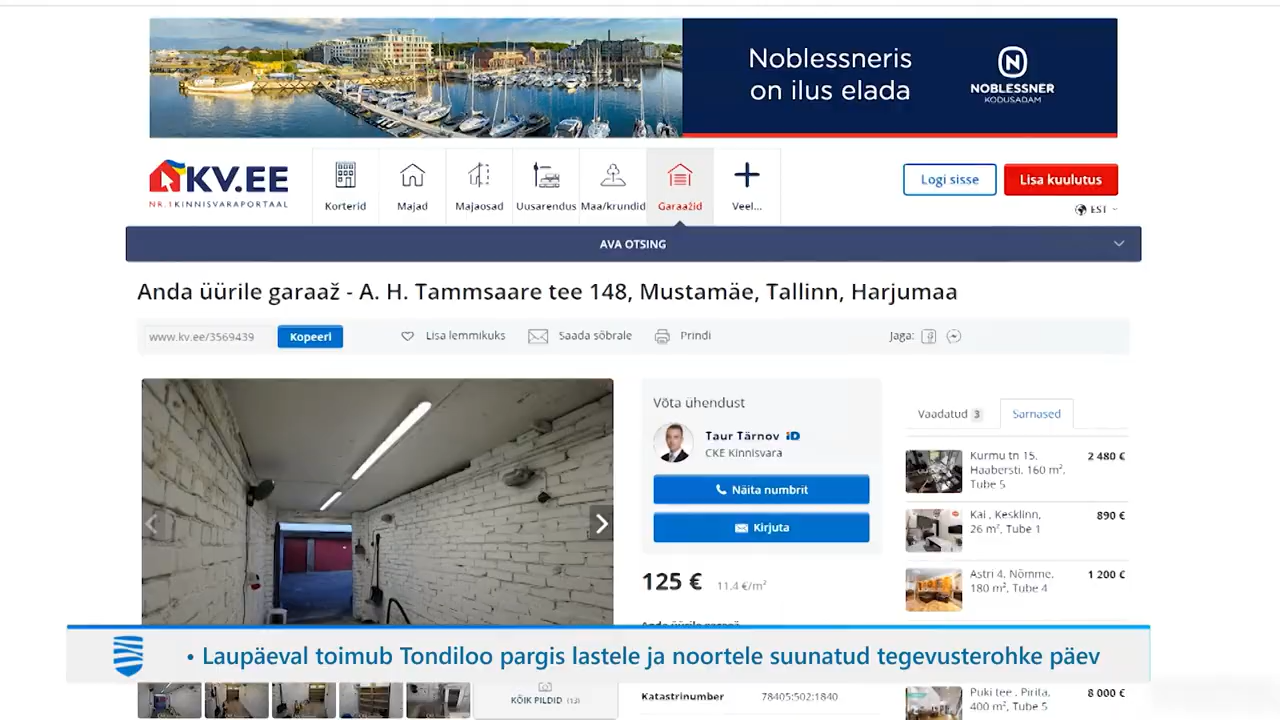 Noblessneris
on ilus elada
NOBLESSNER
KODUSADAM
KV.EE
NR.1 KINNISVARAPORTAAL
Korterid
Majad
Majaosad
Uusarendus
Maa/krundid
Garaažid
Veel...
Logi sisse
Lisa kuulutus
EST
AVA OTSING
Anda üürile garaaž - A. H. Tammsaare tee 148, Mustamäe, Tallinn, Harjumaa
www.kv.ee/3569439
Kopeeri
Lisa lemmikuks
Saada sõbrale
Prindi
Jaga:
Võta ühendust
Taur Tärnov iD
CKE Kinnisvara
Näita numbrit
Kirjuta
125 €
11.4 €/m²
Anda üürile garaaž
Vaadatud 3
Sarnased
Kurmu tn 15, 2 480 €
Haabersti, 160 m²,
Tube 5
Kai , Kesklinn, 890 €
26 m², Tube 1
Astri 4, Nõmme, 1 200 €
180 m², Tube 4
• Laupäeval toimub Tondiloo pargis lastele ja noortele suunatud tegevusterohke päev
KÕIK PILDID (13)
Katastrinumber 78405:502:1840
Puki tee , Pirita, 8 000 €
400 m², Tube 5